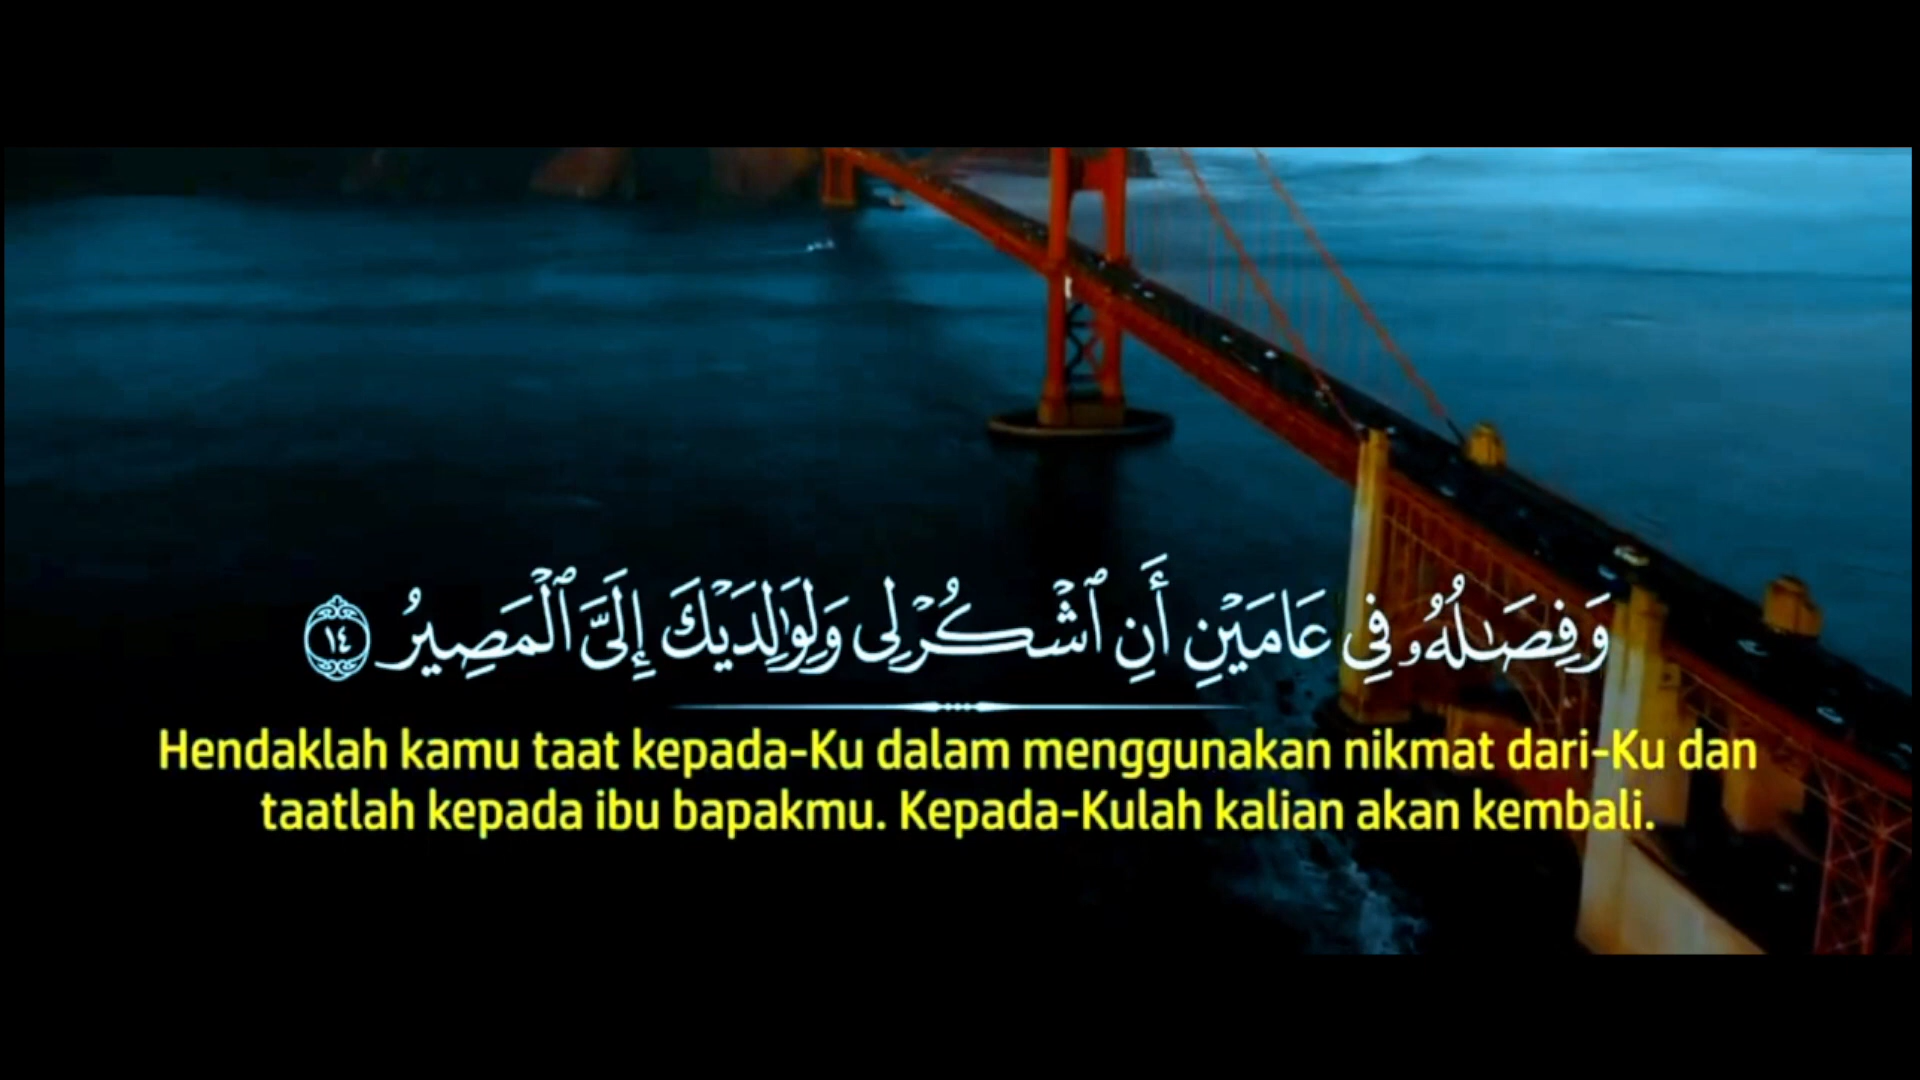 وَفِصَـٰلُهُۥ فِى عَامَيْنِ أَنِ ٱشْكُرْ لِى وَلِوَٰلِدَيْكَ إِلَىَّ ٱلْمَصِيرُ ١٤
Hendaklah kamu taat kepada-Ku dalam menggunakan nikmat dari-Ku dan
taatlah kepada ibu bapakmu. Kepada-Kulah kalian akan kembali.